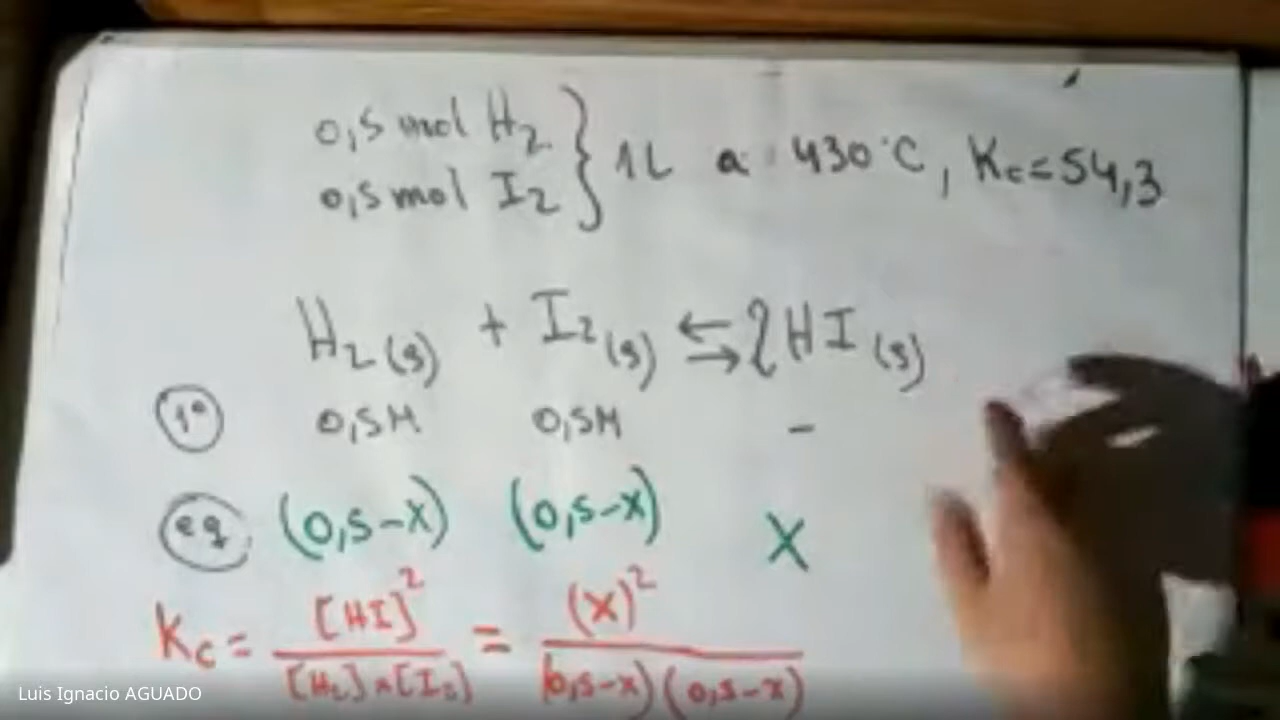 0,5 mol H2
0,5 mol I2 } 1L a 430°C, Kc=54,3
H2(g) + I2(g) ⇆ 2HI(g)
1º 0,5M 0,5M -
eq (0,5-x) (0,5-x) X
Kc = [HI]² / [H2]x[I2] = (x)² / (0,5-x)(0,5-x)
Luis Ignacio AGUADO